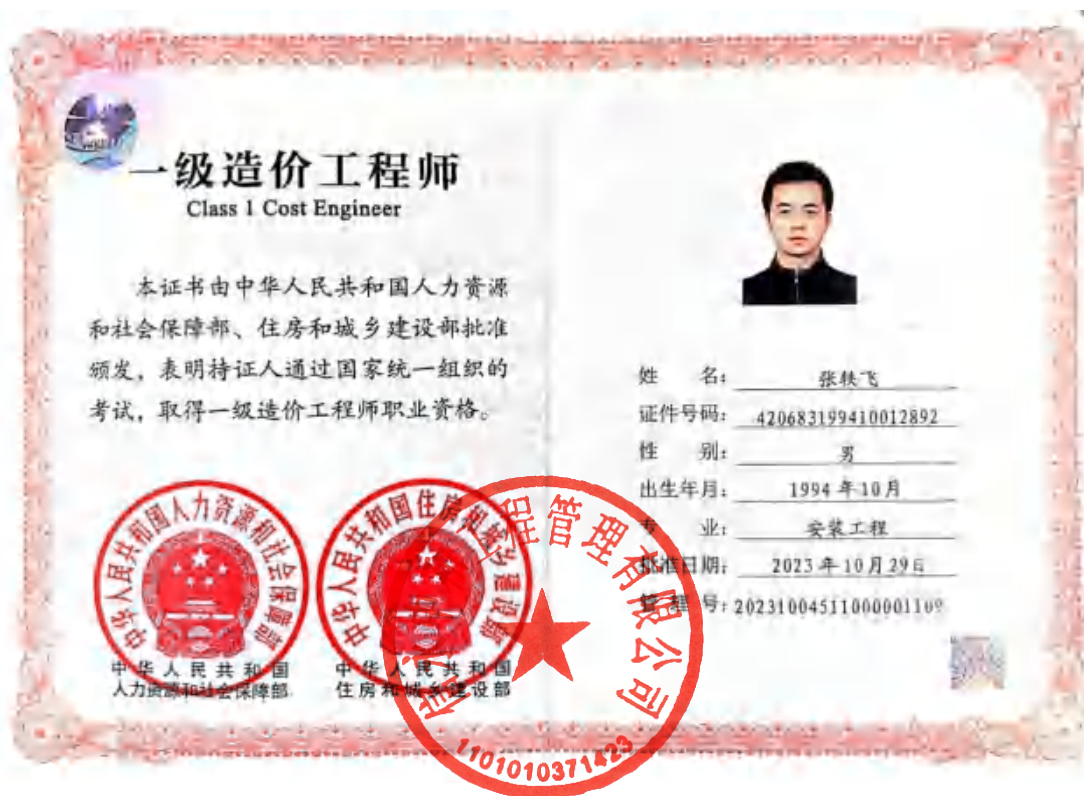 一级造价工程师
Class 1 Cost Engineer
本证书由中华人民共和国人力资源
和社会保障部、住房和城乡建设部批准
颁发，表明持证人通过国家统一组织的
考试，取得一级造价工程师职业资格。
中华人民共和国人力资源和社会保障部
中华人民共和国住房和城乡建设部
中华人民共和国
人力资源和社会保障部
中华人民共和国
住房和城乡建设部
姓 名： 张轶飞
证件号码： 420683199410012892
性 别： 男
出生年月： 1994年10月
专 业： 安装工程
批准日期： 2023年10月29日
管理号： 20231004511000001109
工程管理有限公司
1101010371423